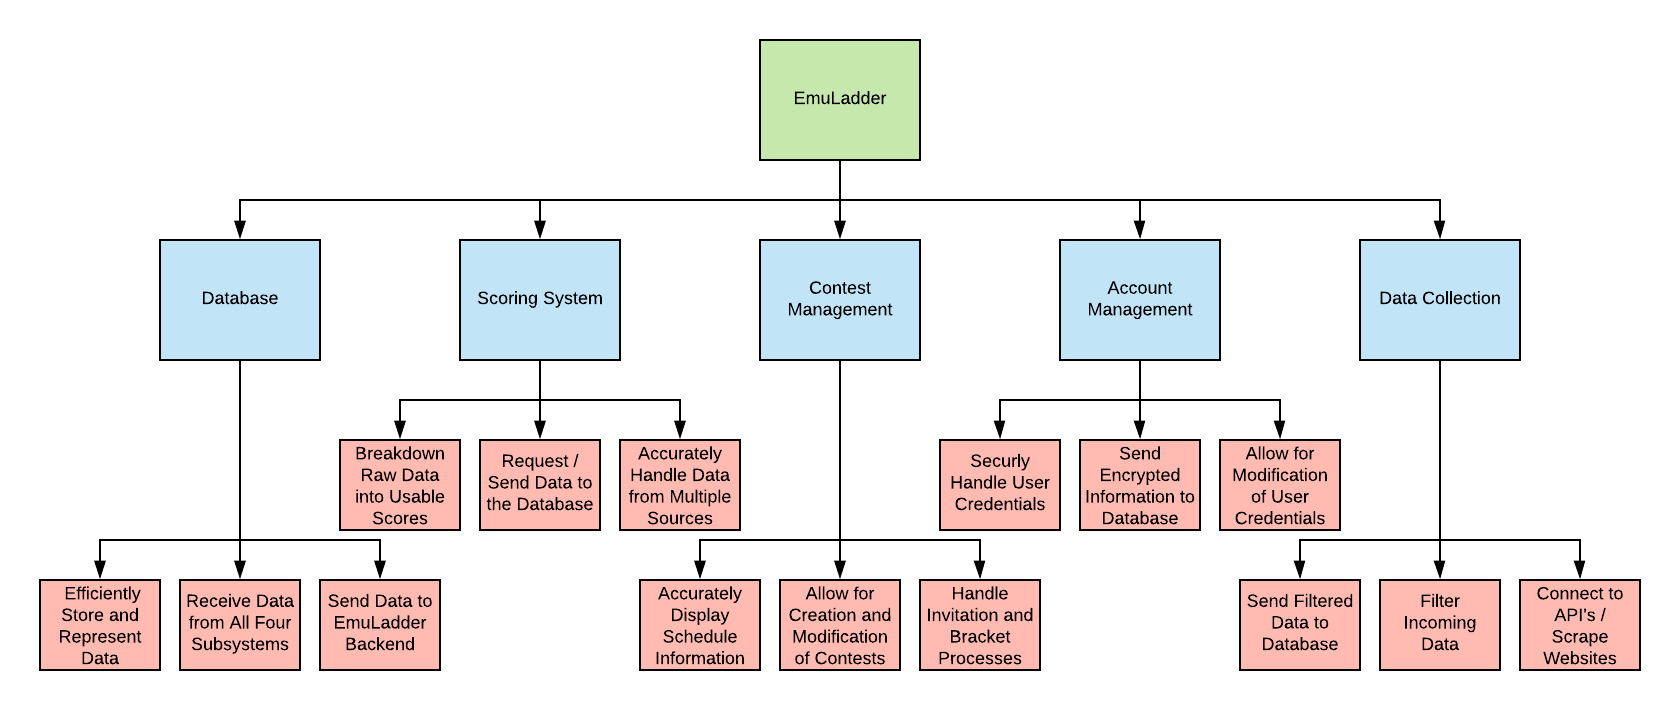 EmuLadder
Database
Scoring System
Contest
Management
Account
Management
Data Collection
Breakdown
Raw Data
into Usable
Scores
Request /
Send Data to
the Database
Accurately
Handle Data
from Multiple
Sources
Securly
Handle User
Credentials
Send
Encrypted
Information to
Database
Allow for
Modification
of User
Credentials
Efficiently
Store and
Represent
Data
Receive Data
from All Four
Subsystems
Send Data to
EmuLadder
Backend
Accurately
Display
Schedule
Information
Allow for
Creation and
Modification
of Contests
Handle
Invitation and
Bracket
Processes
Send Filtered
Data to
Database
Filter
Incoming
Data
Connect to
API's /
Scrape
Websites